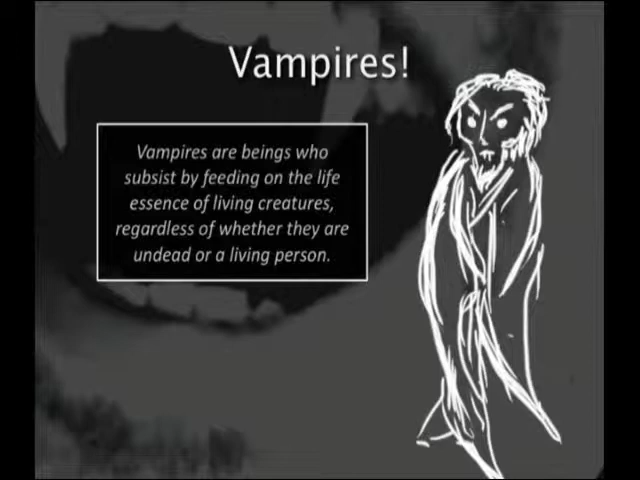 Vampires!
Vampires are beings who
subsist by feeding on the life
essence of living creatures,
regardless of whether they are
undead or a living person.